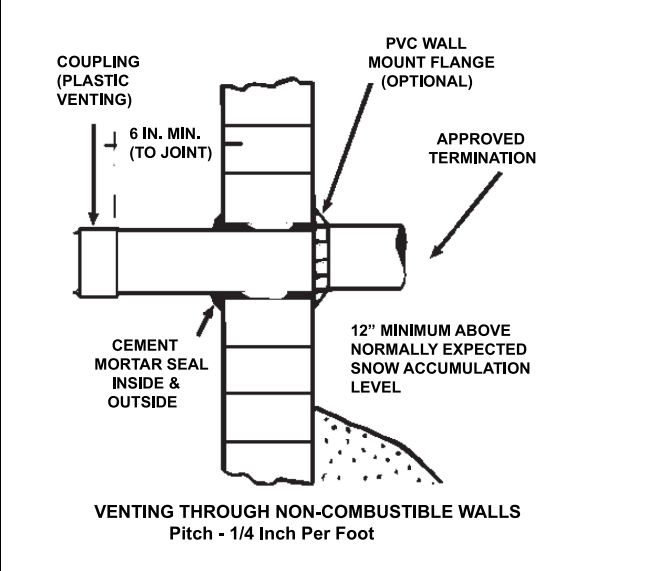 COUPLING
(PLASTIC
VENTING)
6 IN. MIN.
(TO JOINT)
PVC WALL
MOUNT FLANGE
(OPTIONAL)
APPROVED
TERMINATION
CEMENT
MORTAR SEAL
INSIDE &
OUTSIDE
12” MINIMUM ABOVE
NORMALLY EXPECTED
SNOW ACCUMULATION
LEVEL
VENTING THROUGH NON-COMBUSTIBLE WALLS
Pitch - 1/4 Inch Per Foot